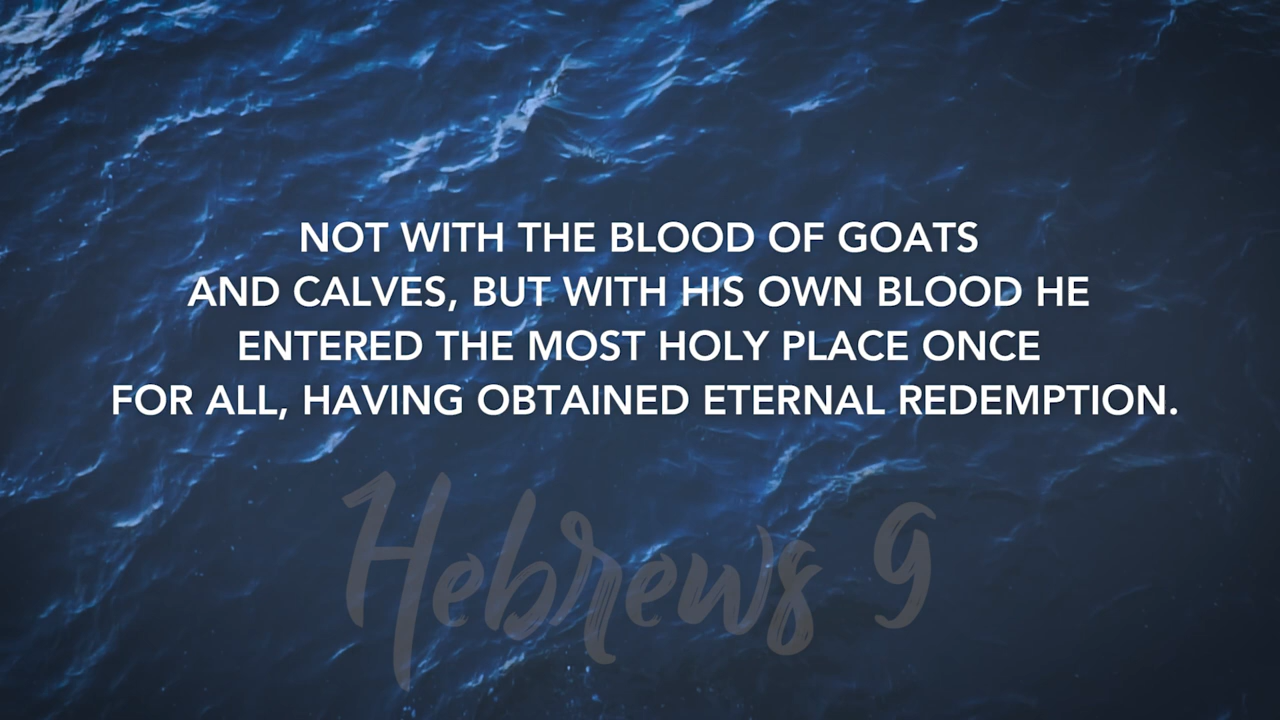 NOT WITH THE BLOOD OF GOATS
AND CALVES, BUT WITH HIS OWN BLOOD HE
ENTERED THE MOST HOLY PLACE ONCE
FOR ALL, HAVING OBTAINED ETERNAL REDEMPTION.
Hebrews 9